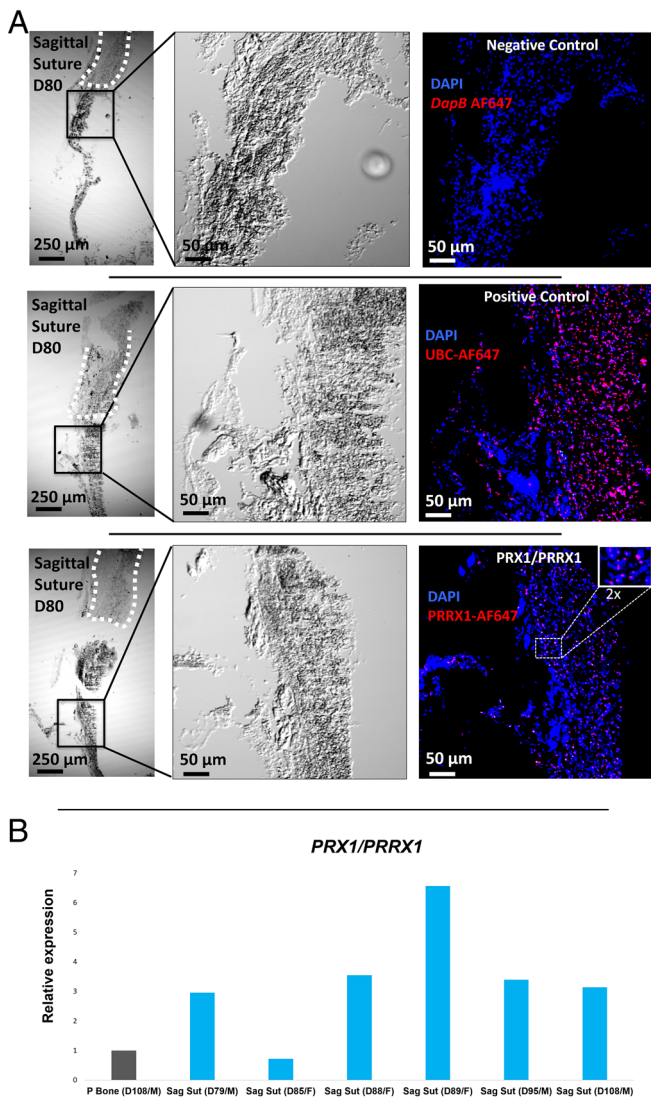 A
Sagittal
Suture
D80
250 µm
50 µm
Negative Control
DAPI
DapB AF647
50 µm
Sagittal
Suture
D80
250 µm
50 µm
Positive Control
DAPI
UBC-AF647
50 µm
Sagittal
Suture
D80
250 µm
50 µm
PRX1/PRRX1
2x
DAPI
PRRX1-AF647
50 µm
B
PRX1/PRRX1
Relative expression
7
6
5
4
3
2
1
0
P Bone (D108/M) Sag Sut (D79/M) Sag Sut (D85/F) Sag Sut (D88/F) Sag Sut (D89/F) Sag Sut (D95/M) Sag Sut (D108/M)